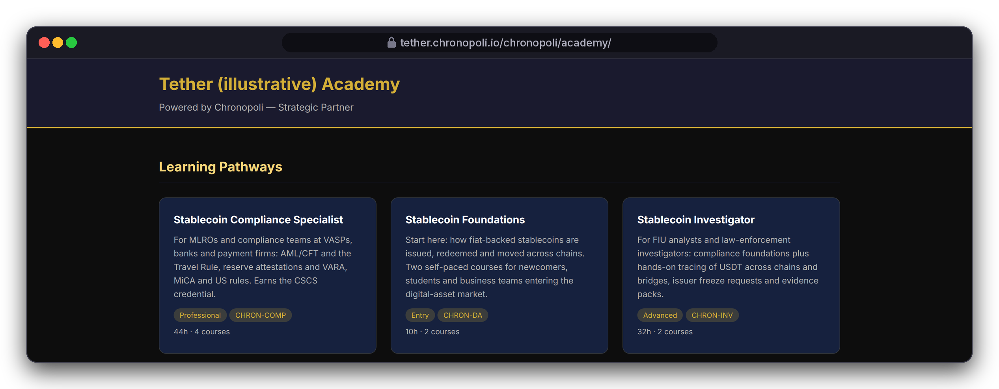 tether.chronopoli.io/chronopoli/academy/
Tether (illustrative) Academy
Powered by Chronopoli — Strategic Partner
Learning Pathways
Stablecoin Compliance Specialist
For MLROs and compliance teams at VASPs,
banks and payment firms: AML/CFT and the
Travel Rule, reserve attestations and VARA,
MiCA and US rules. Earns the CSCS
credential.
Professional CHRON-COMP
44h · 4 courses
Stablecoin Foundations
Start here: how fiat-backed stablecoins are
issued, redeemed and moved across chains.
Two self-paced courses for newcomers,
students and business teams entering the
digital-asset market.
Entry CHRON-DA
10h · 2 courses
Stablecoin Investigator
For FIU analysts and law-enforcement
investigators: compliance foundations plus
hands-on tracing of USDT across chains and
bridges, issuer freeze requests and evidence
packs.
Advanced CHRON-INV
32h · 2 courses